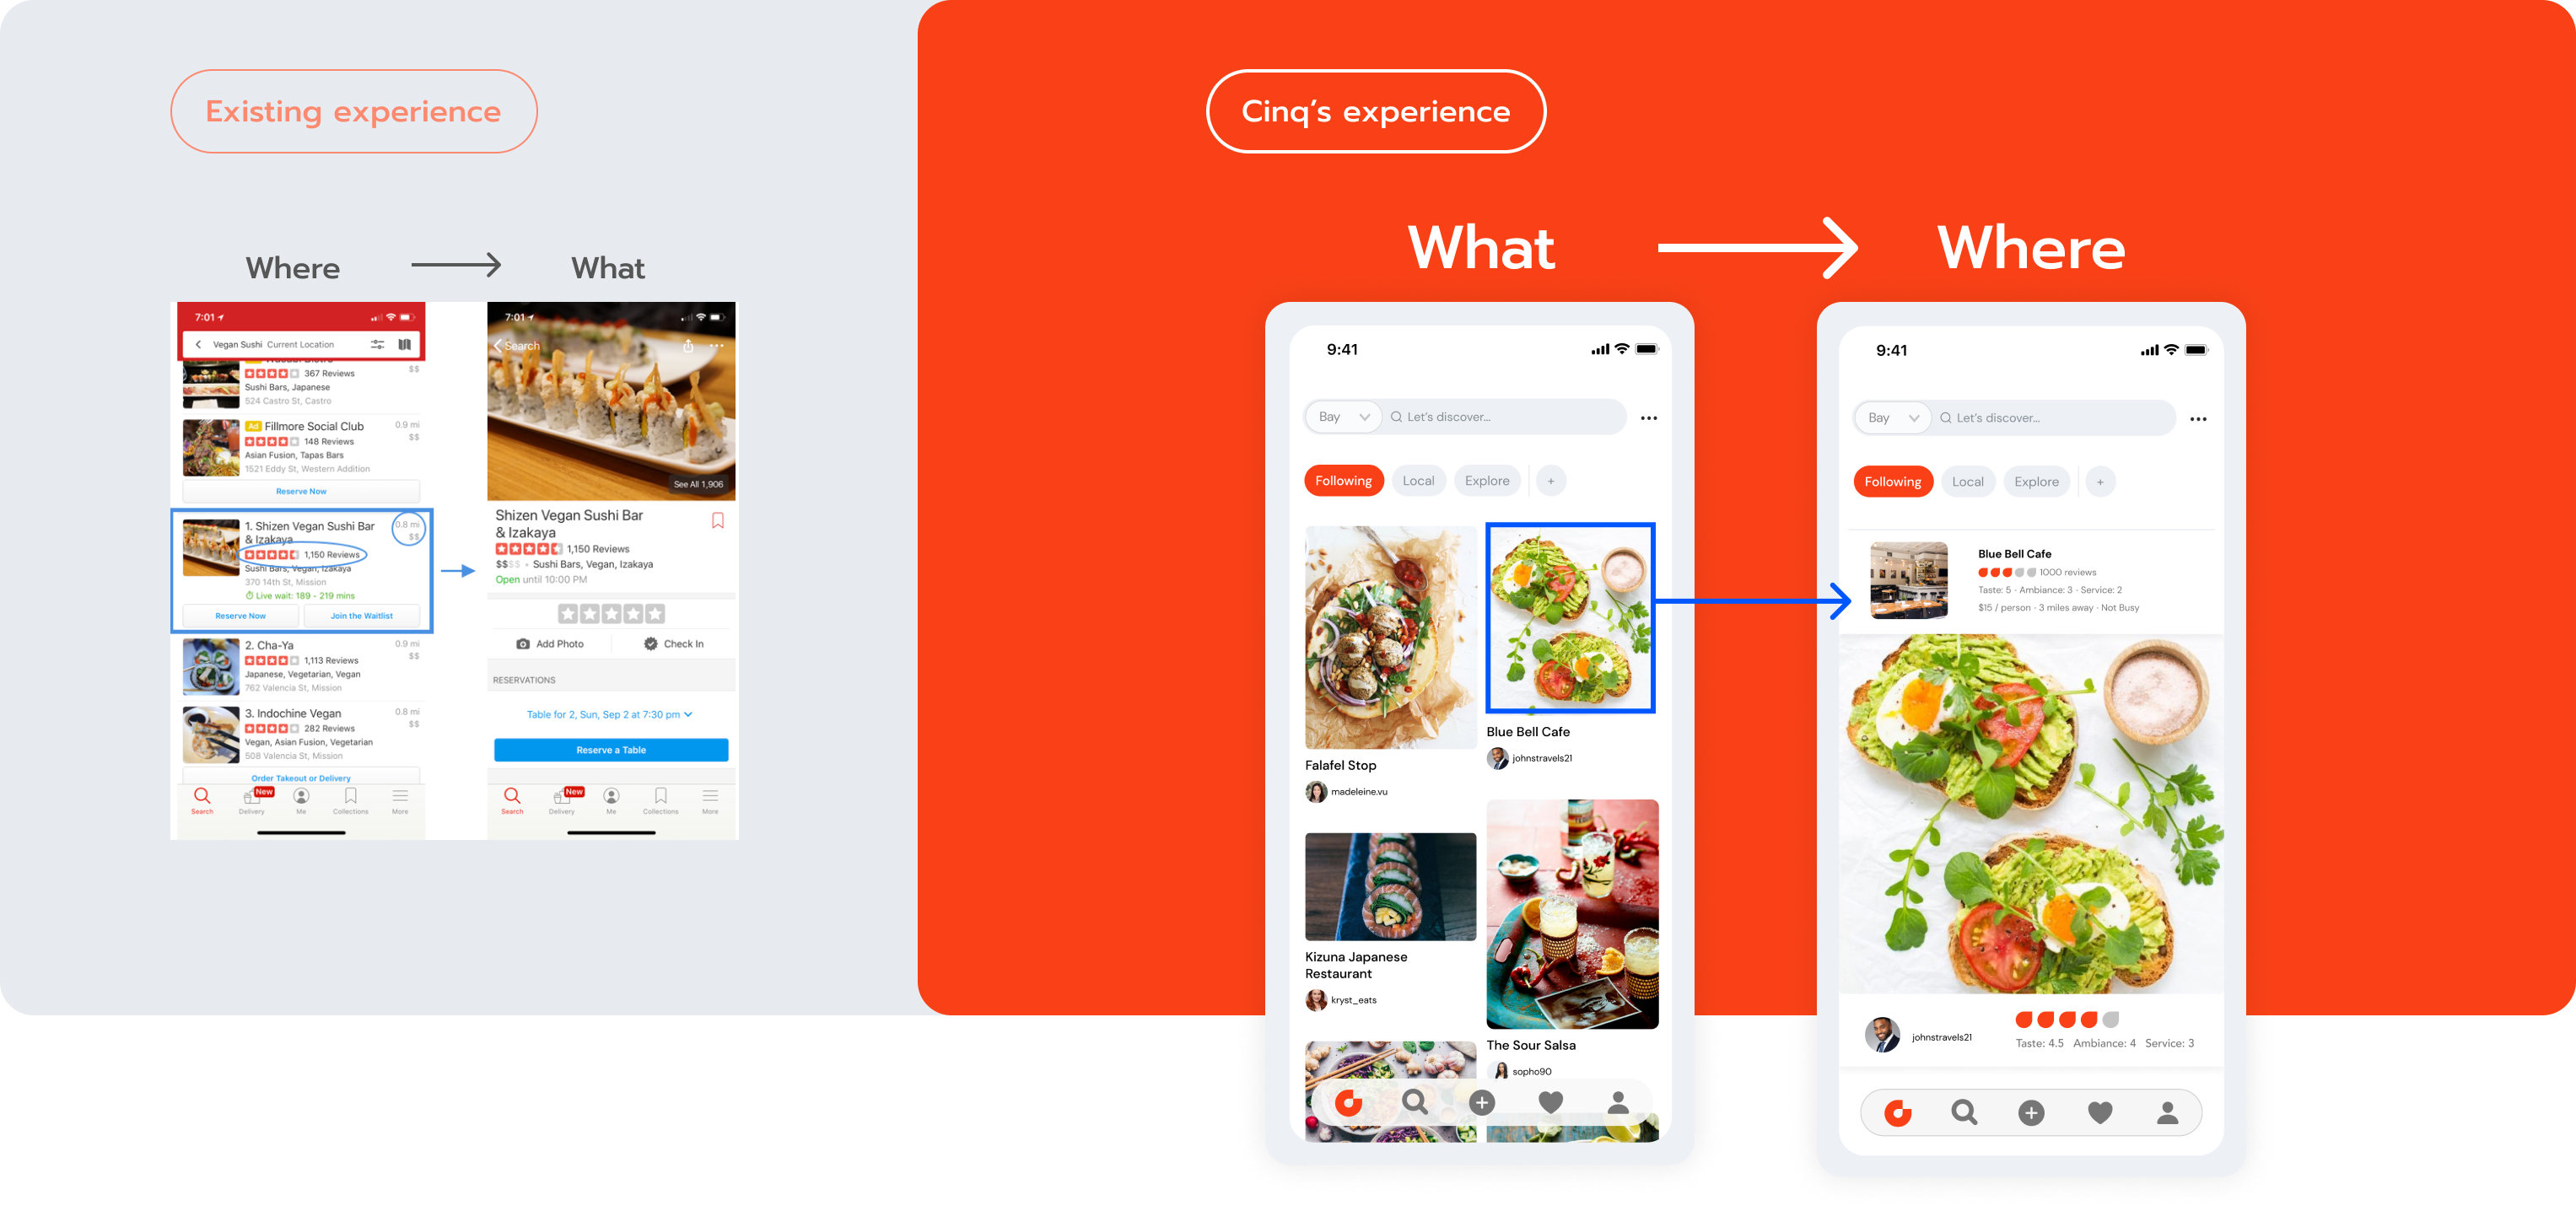 Existing experience
Where
What
7:01
Vegan Sushi Current Location
367 Reviews
$$
Sushi Bars, Japanese
524 Castro St, Castro
Ad Fillmore Social Club
0.9 mi
148 Reviews
$$
Asian Fusion, Tapas Bars
1521 Eddy St, Western Addition
Reserve Now
1. Shizen Vegan Sushi Bar
& Izakaya
0.8 mi
$$
1,150 Reviews
Sushi Bars, Vegan, Izakaya
370 14th St, Mission
Live wait: 189 - 219 mins
Reserve Now
Join the Waitlist
2. Cha-Ya
0.9 mi
1,113 Reviews
$$
Japanese, Vegetarian, Vegan
762 Valencia St, Mission
3. Indochine Vegan
0.8 mi
282 Reviews
$$
Vegan, Asian Fusion, Vegetarian
508 Valencia St, Mission
Order Takeout or Delivery
New
Search
Delivery
Me
Collections
More
7:01
Search
See All 1,906
Shizen Vegan Sushi Bar
& Izakaya
1,150 Reviews
$$$$ • Sushi Bars, Vegan, Izakaya
Open until 10:00 PM
Add Photo
Check In
RESERVATIONS
Table for 2, Sun, Sep 2 at 7:30 pm
Reserve a Table
New
Search
Delivery
Me
Collections
More
Cinq's experience
What
Where
9:41
Bay
Let's discover...
Following
Local
Explore
+
Falafel Stop
madeleine.vu
Blue Bell Cafe
johnstravels21
Kizuna Japanese
Restaurant
kryst_eats
The Sour Salsa
sopho90
9:41
Bay
Let's discover...
Following
Local
Explore
+
Blue Bell Cafe
1000 reviews
Taste: 5 · Ambiance: 3 · Service: 2
$15 / person · 3 miles away · Not Busy
johnstravels21
Taste: 4.5 Ambiance: 4 Service: 3